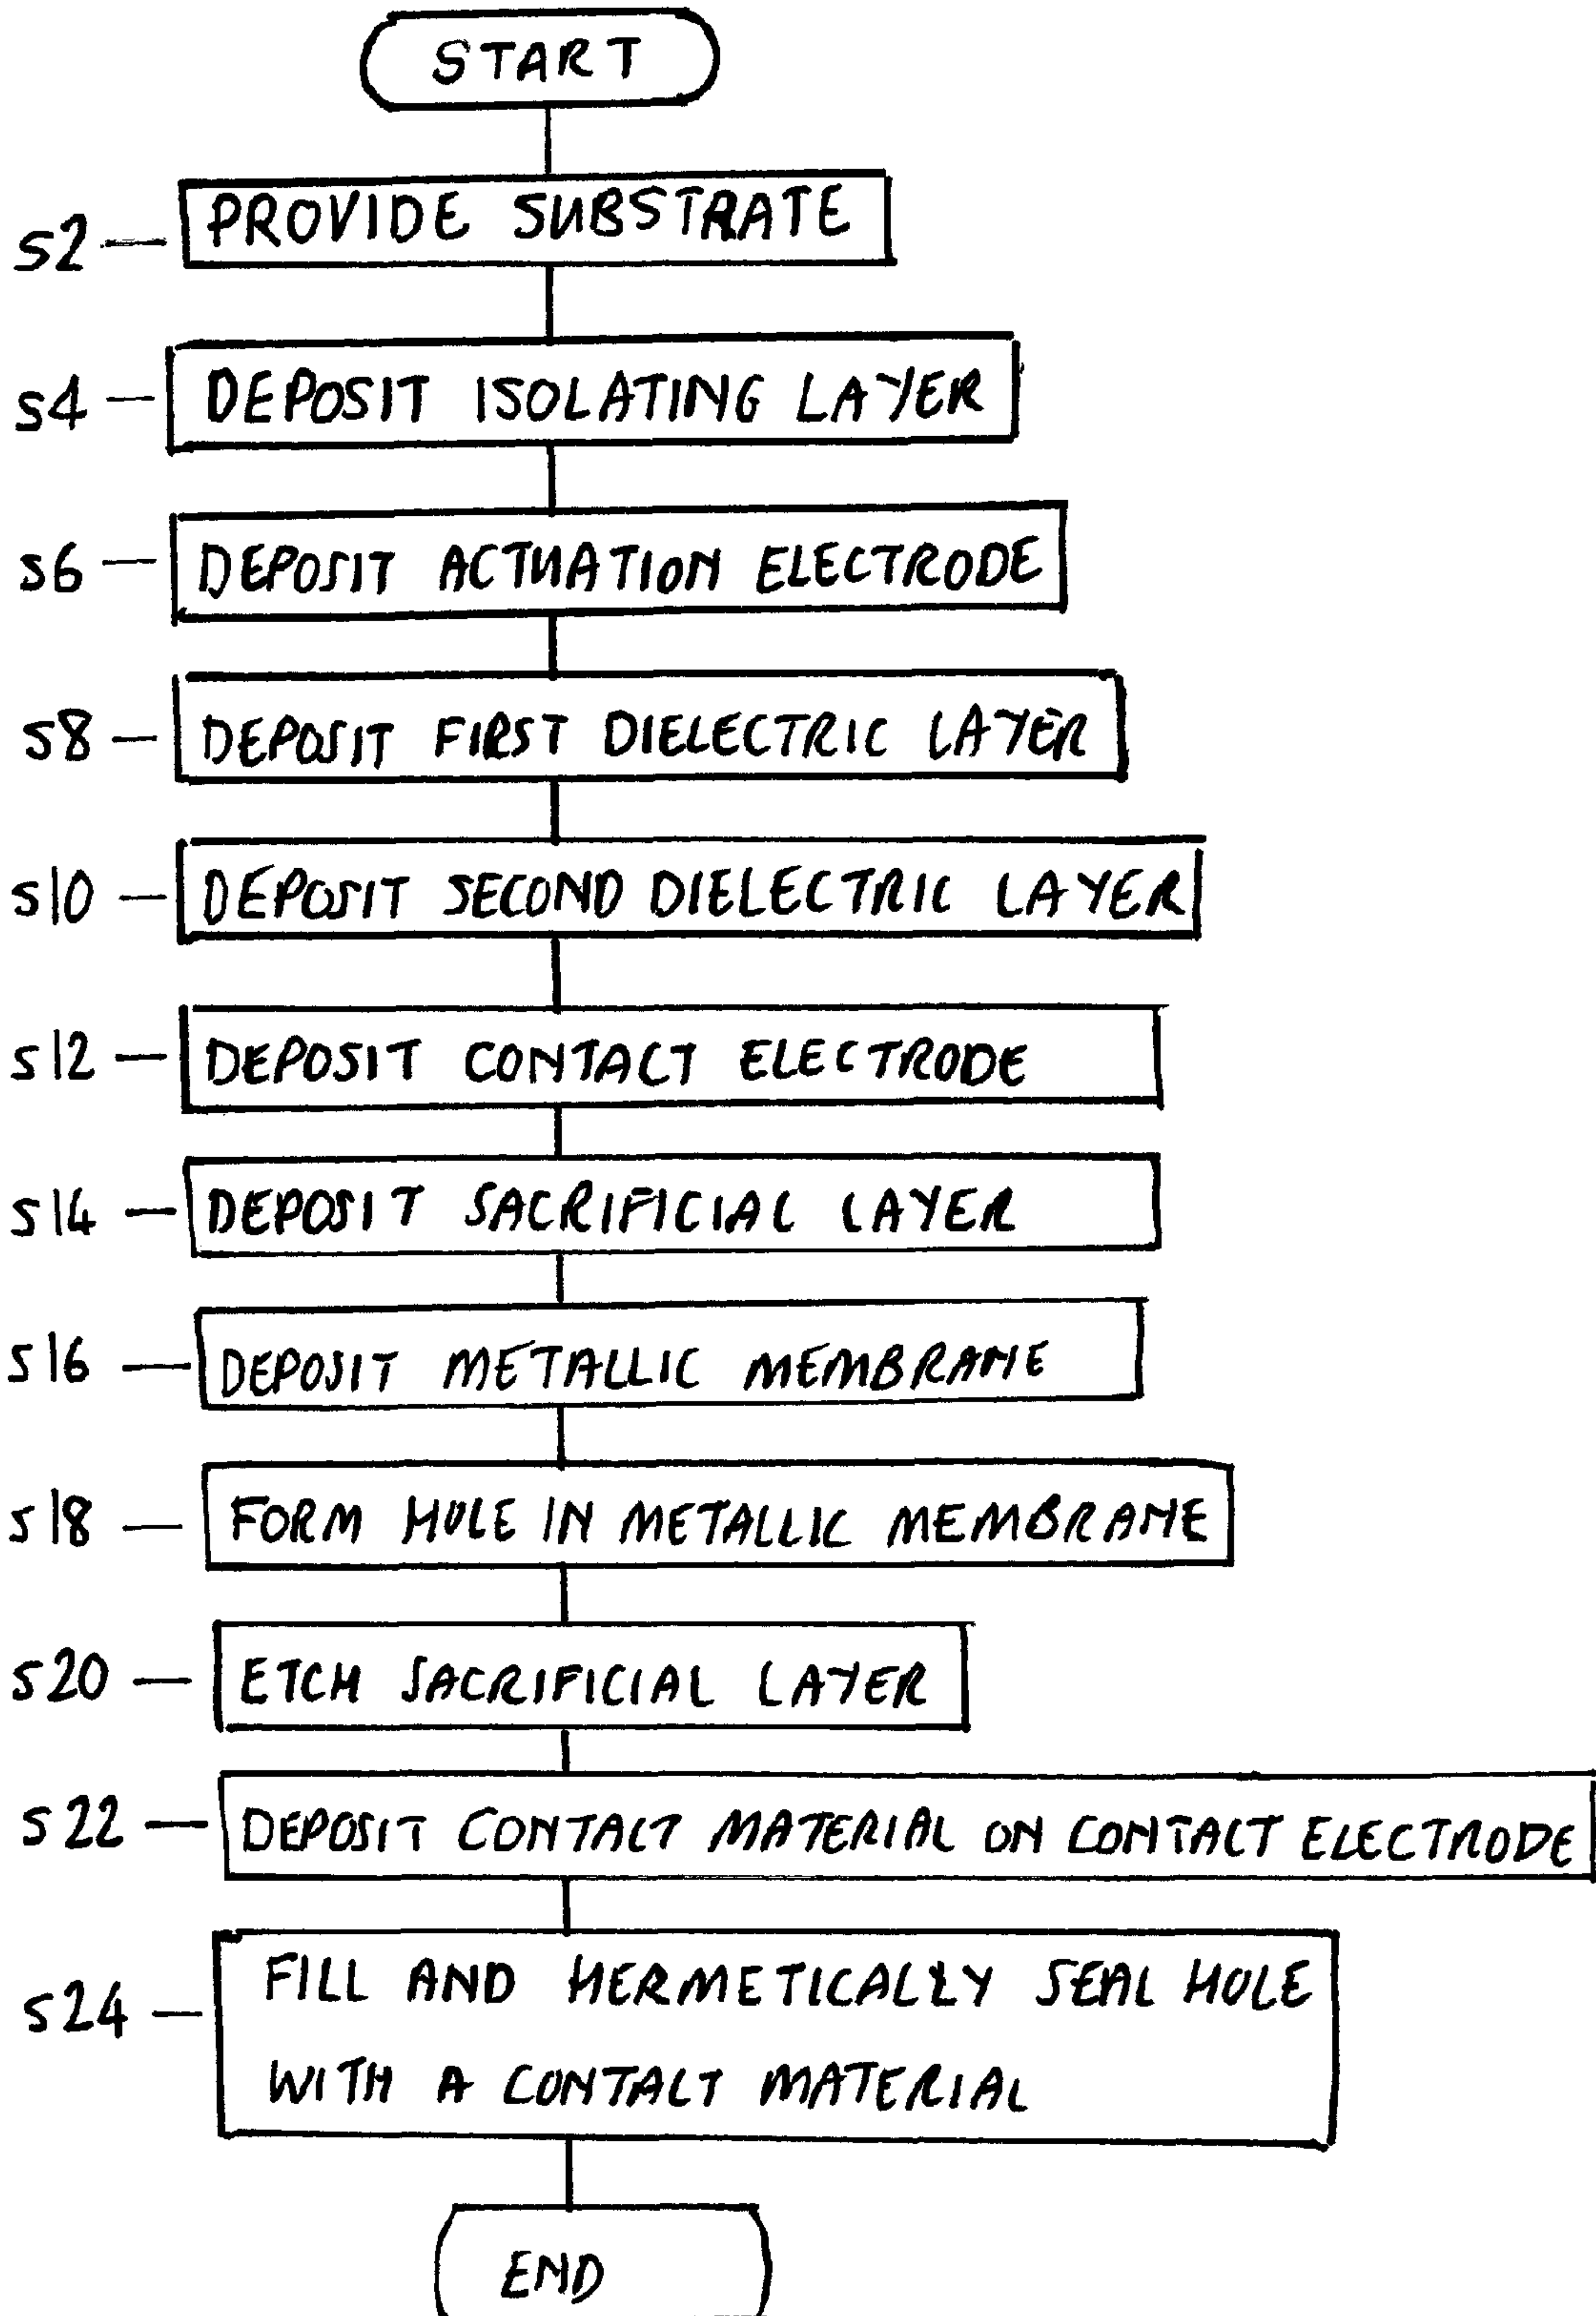 START
s2 — PROVIDE SUBSTRATE
s4 — DEPOSIT ISOLATING LAYER
s6 — DEPOSIT ACTUATION ELECTRODE
s8 — DEPOSIT FIRST DIELECTRIC LAYER
s10 — DEPOSIT SECOND DIELECTRIC LAYER
s12 — DEPOSIT CONTACT ELECTRODE
s14 — DEPOSIT SACRIFICIAL LAYER
s16 — DEPOSIT METALLIC MEMBRANE
s18 — FORM HOLE IN METALLIC MEMBRANE
s20 — ETCH SACRIFICIAL LAYER
s22 — DEPOSIT CONTACT MATERIAL ON CONTACT ELECTRODE
s24 — FILL AND HERMETICALLY SEAL HOLE
WITH A CONTACT MATERIAL
END